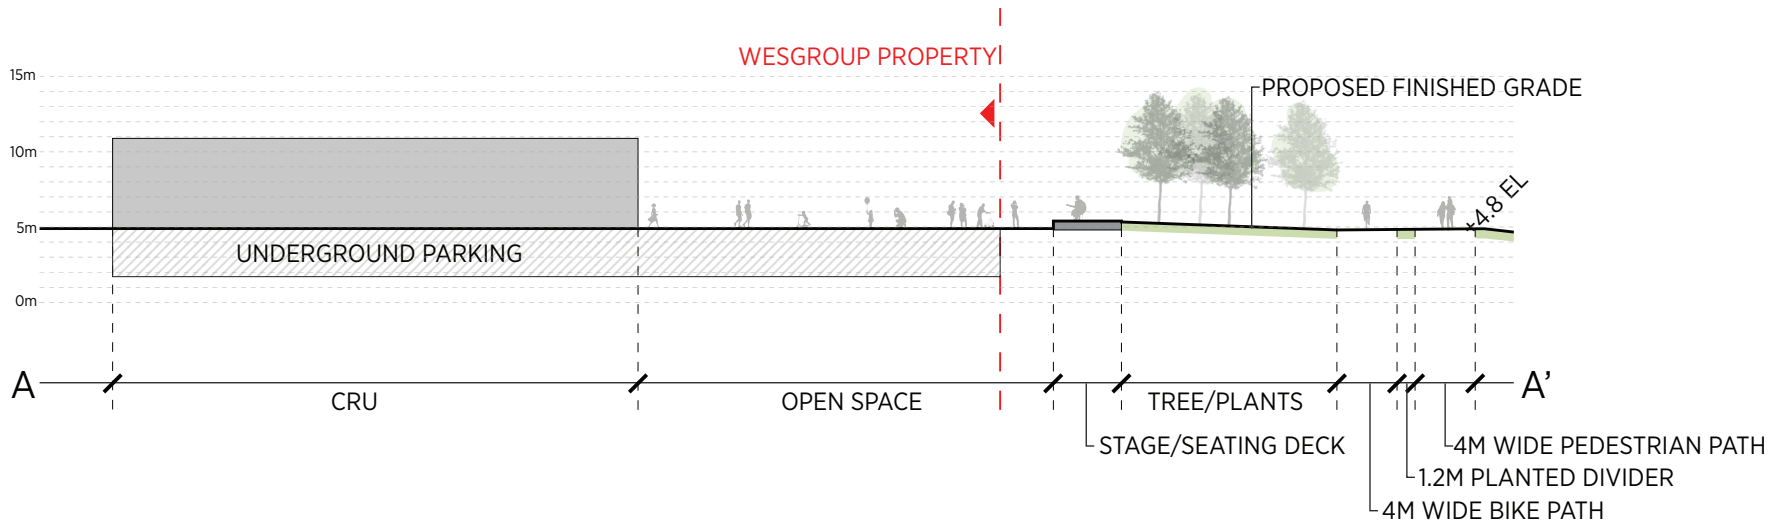 WESGROUP PROPERTY
15m
PROPOSED FINISHED GRADE
10m
+4.8 EL
5m
UNDERGROUND PARKING
0m
A
A'
CRU
OPEN SPACE
TREE/PLANTS
STAGE/SEATING DECK
4M WIDE PEDESTRIAN PATH
1.2M PLANTED DIVIDER
4M WIDE BIKE PATH